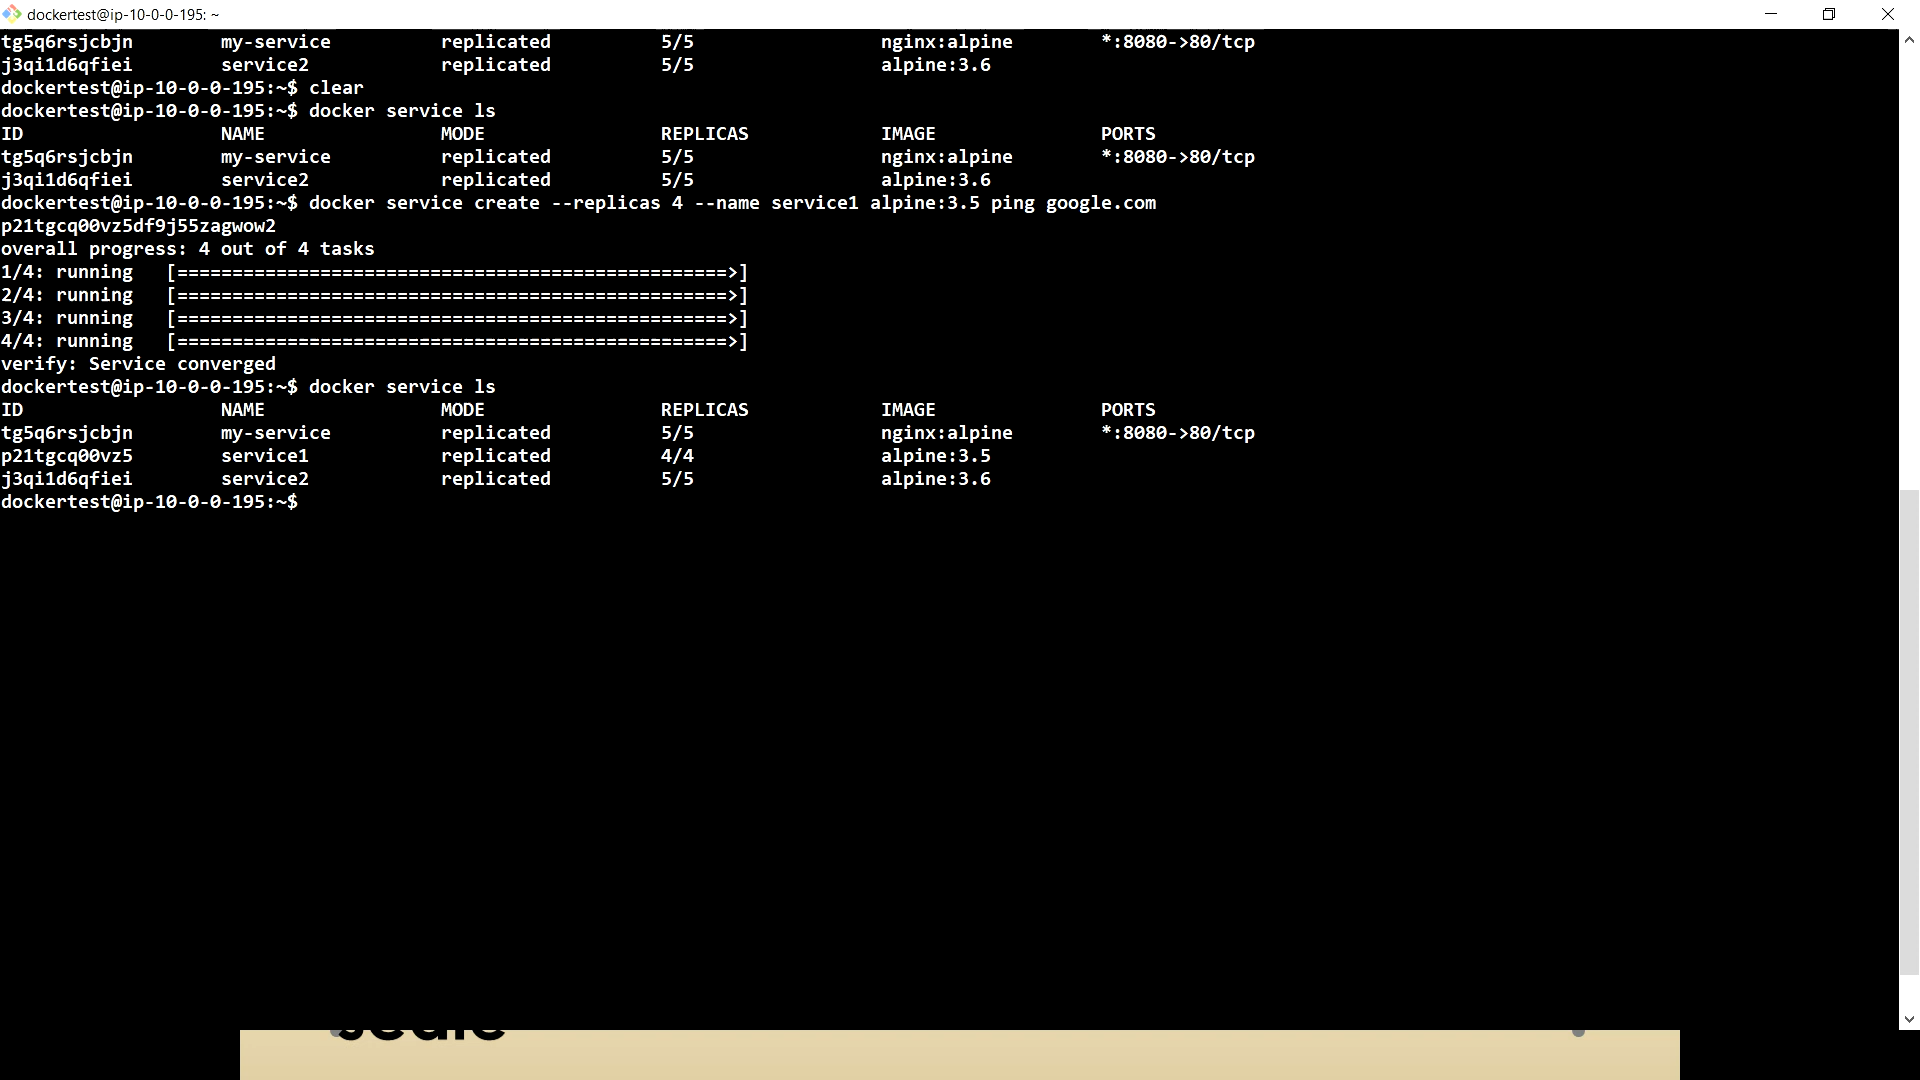 dockertest@ip-10-0-0-195: ~
tg5q6rsjcbjn        my-service          replicated          5/5                 nginx:alpine        *:8080->80/tcp
j3qi1d6qfiei        service2            replicated          5/5                 alpine:3.6
dockertest@ip-10-0-0-195:~$ clear
dockertest@ip-10-0-0-195:~$ docker service ls
ID                  NAME                MODE                REPLICAS            IMAGE               PORTS
tg5q6rsjcbjn        my-service          replicated          5/5                 nginx:alpine        *:8080->80/tcp
j3qi1d6qfiei        service2            replicated          5/5                 alpine:3.6
dockertest@ip-10-0-0-195:~$ docker service create --replicas 4 --name service1 alpine:3.5 ping google.com
p21tgcq00vz5df9j55zagwow2
overall progress: 4 out of 4 tasks
1/4: running   [==================================================>]
2/4: running   [==================================================>]
3/4: running   [==================================================>]
4/4: running   [==================================================>]
verify: Service converged
dockertest@ip-10-0-0-195:~$ docker service ls
ID                  NAME                MODE                REPLICAS            IMAGE               PORTS
tg5q6rsjcbjn        my-service          replicated          5/5                 nginx:alpine        *:8080->80/tcp
p21tgcq00vz5        service1            replicated          4/4                 alpine:3.5
j3qi1d6qfiei        service2            replicated          5/5                 alpine:3.6
dockertest@ip-10-0-0-195:~$